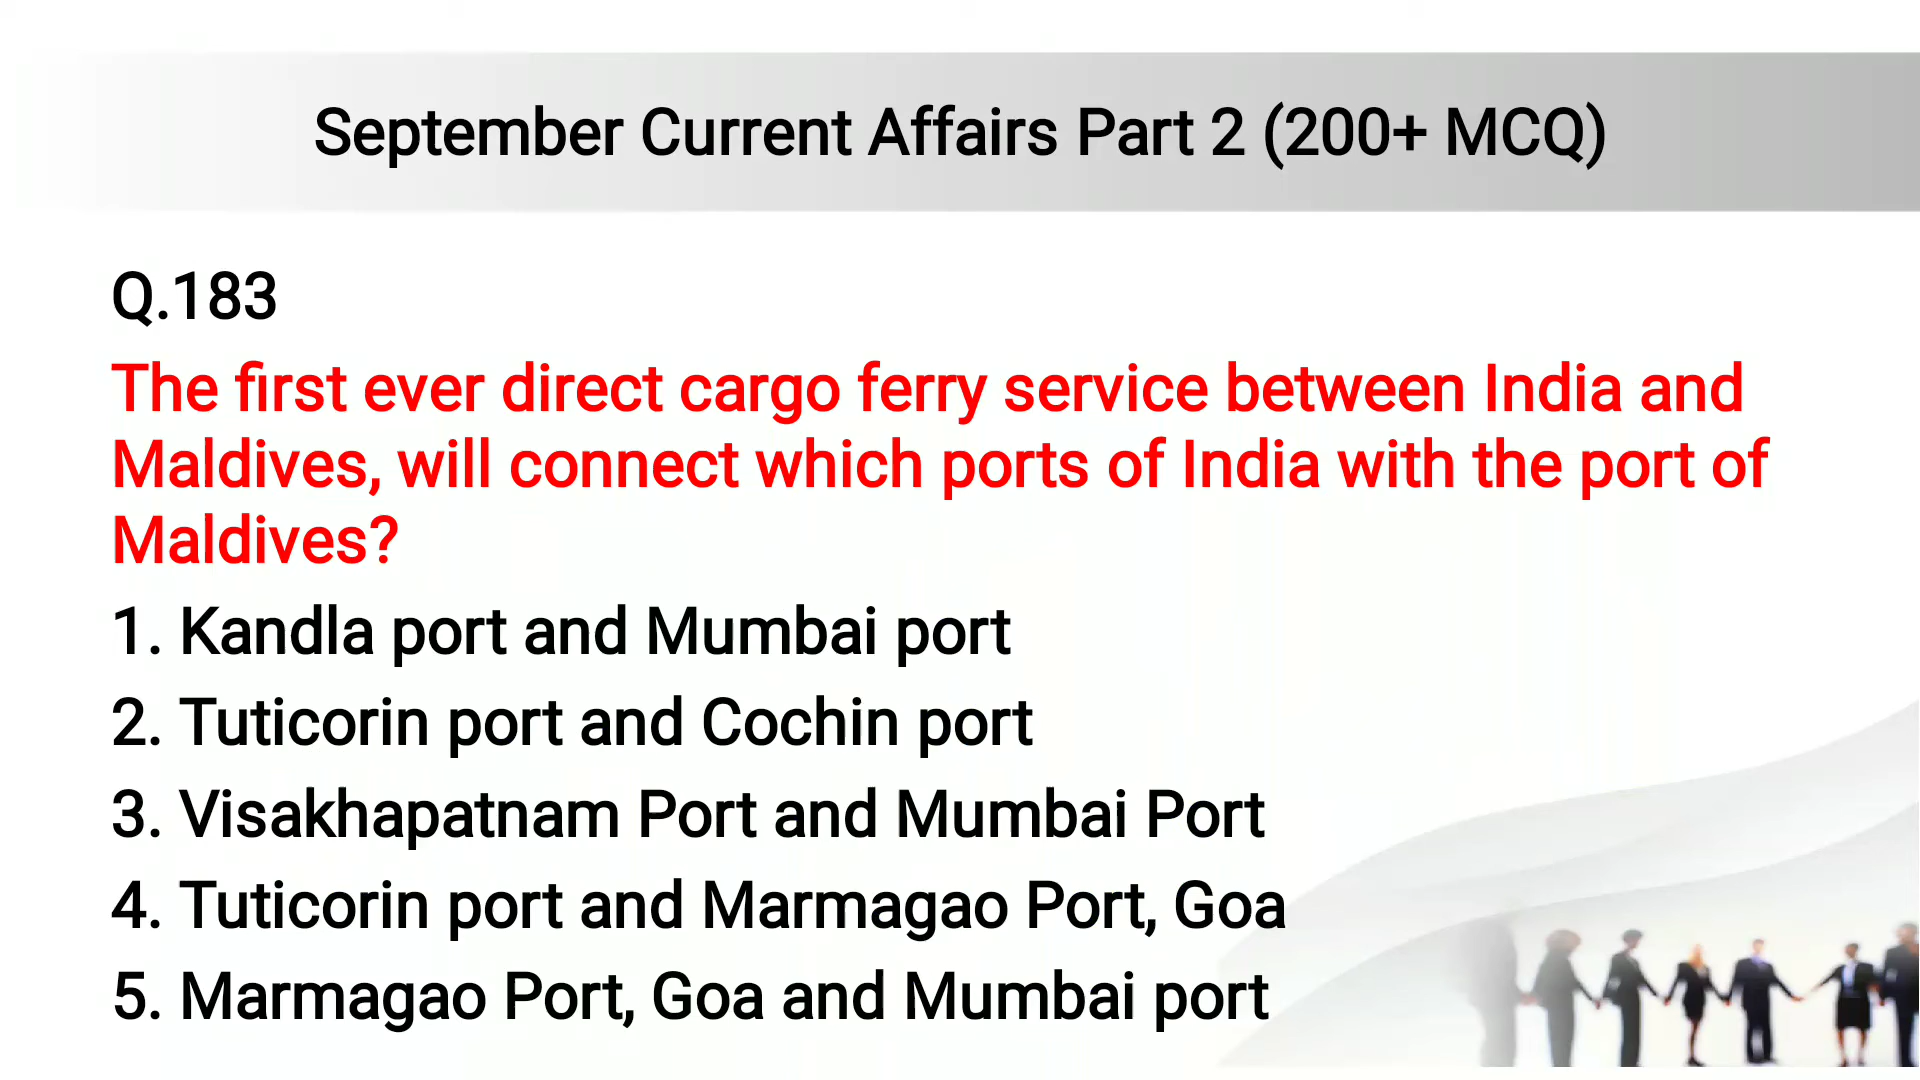 September Current Affairs Part 2 (200+ MCQ)
Q.183
The first ever direct cargo ferry service between India and
Maldives, will connect which ports of India with the port of
Maldives?
1. Kandla port and Mumbai port
2. Tuticorin port and Cochin port
3. Visakhapatnam Port and Mumbai Port
4. Tuticorin port and Marmagao Port, Goa
5. Marmagao Port, Goa and Mumbai port